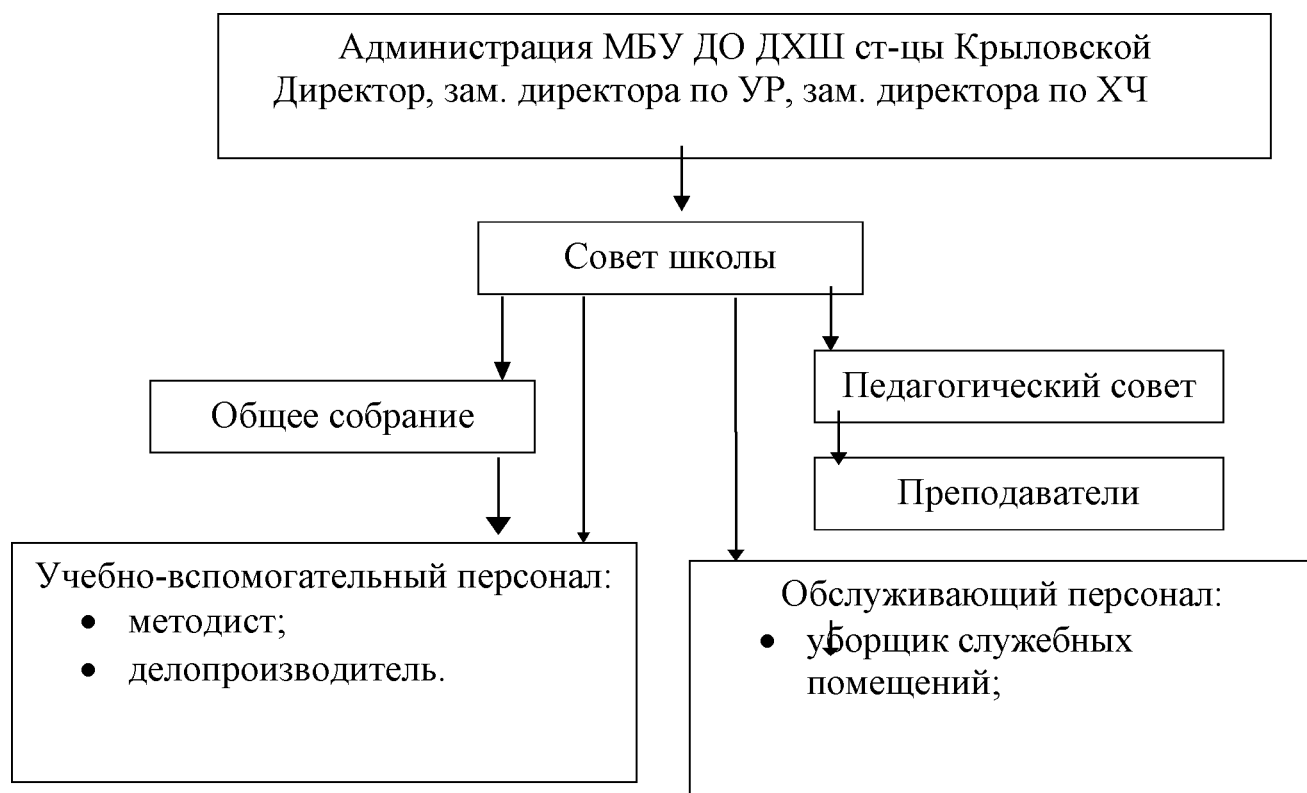 Администрация МБУ ДО ДХШ ст-цы Крыловской
Директор, зам. директора по УР, зам. директора по ХЧ
Совет школы
Общее собрание
Педагогический совет
Преподаватели
Учебно-вспомогательный персонал:
• методист;
• делопроизводитель.
Обслуживающий персонал:
• уборщик служебных
помещений;